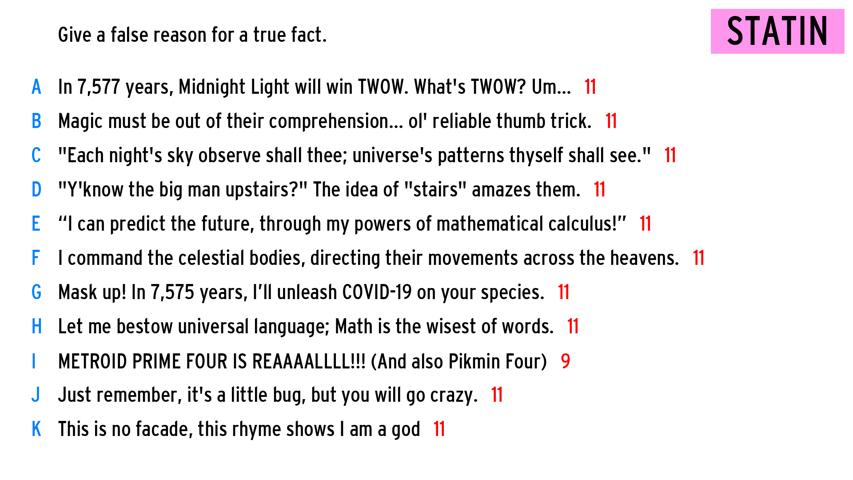 Give a false reason for a true fact.
STATIN
A In 7,577 years, Midnight Light will win TWOW. What's TWOW? Um... 11
B Magic must be out of their comprehension... ol' reliable thumb trick. 11
C "Each night's sky observe shall thee; universe's patterns thyself shall see." 11
D "Y'know the big man upstairs?" The idea of "stairs" amazes them. 11
E “I can predict the future, through my powers of mathematical calculus!” 11
F I command the celestial bodies, directing their movements across the heavens. 11
G Mask up! In 7,575 years, I’ll unleash COVID-19 on your species. 11
H Let me bestow universal language; Math is the wisest of words. 11
I METROID PRIME FOUR IS REAAAALLLL!!! (And also Pikmin Four) 9
J Just remember, it's a little bug, but you will go crazy. 11
K This is no facade, this rhyme shows I am a god 11